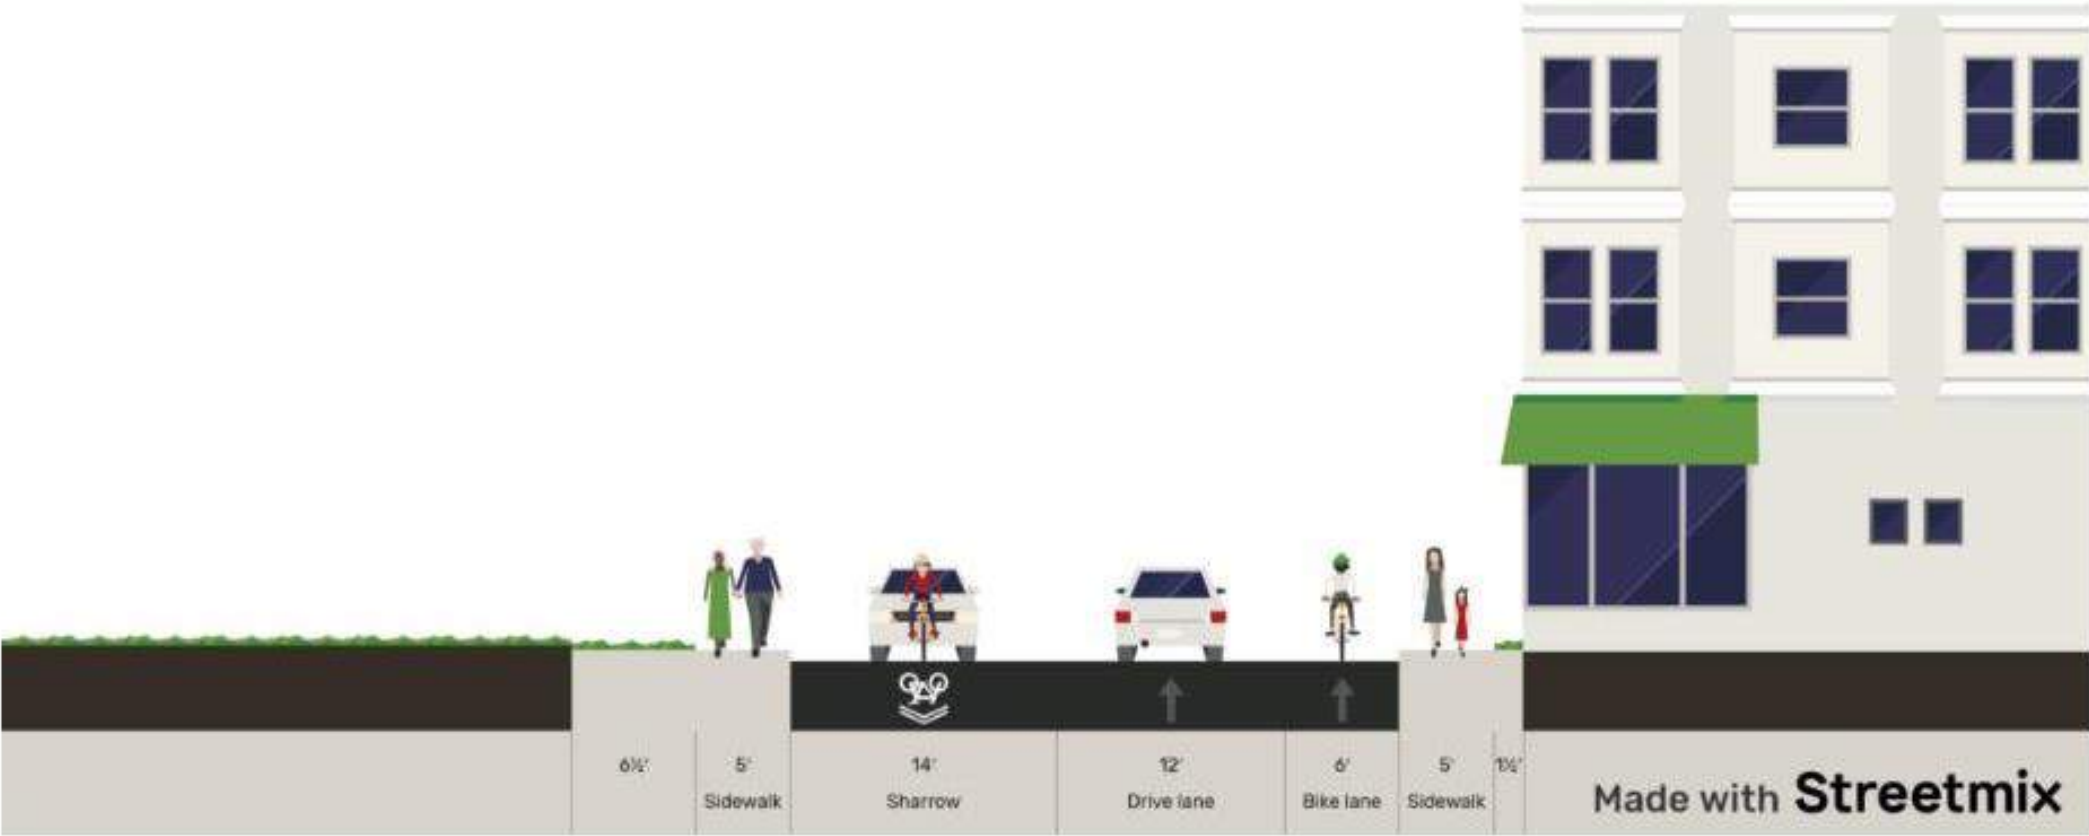 6½' 5' 14' 12' 6' 5' 1½'
Sidewalk Sharrow Drive lane Bike lane Sidewalk
Made with Streetmix